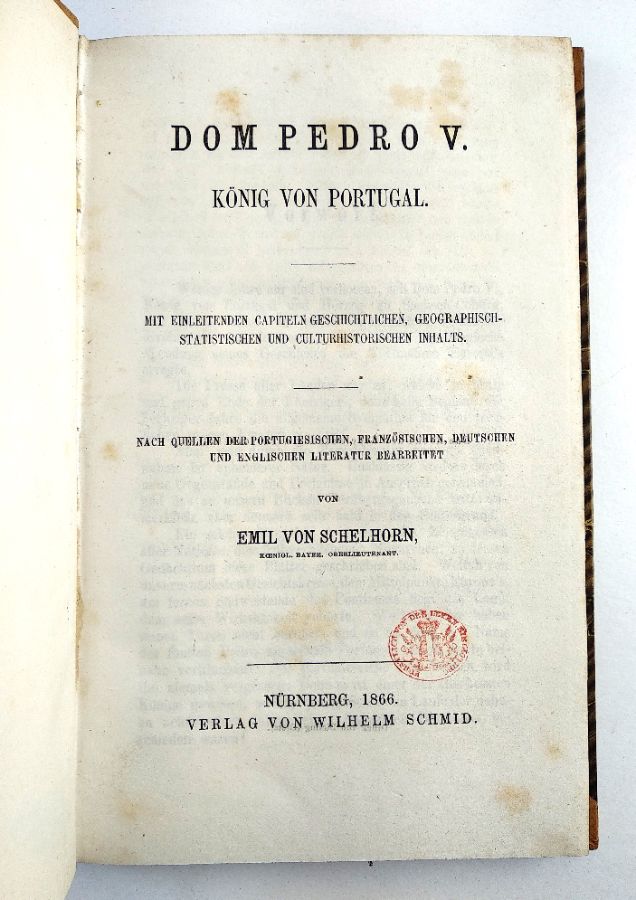 DOM PEDRO V.
KÖNIG VON PORTUGAL.
MIT EINLEITENDEN CAPITELN GESCHICHTLICHEN, GEOGRAPHISCH-
STATISTISCHEN UND CULTURHISTORISCHEN INHALTS.
NACH QUELLEN DER PORTUGIESISCHEN, FRANZÖSISCHEN, DEUTSCHEN
UND ENGLISCHEN LITERATUR BEARBEITET
VON
EMIL VON SCHELHORN,
KŒNIGL. BAYER. OBERLIEUTENANT.
NÜRNBERG, 1866.
VERLAG VON WILHELM SCHMID.